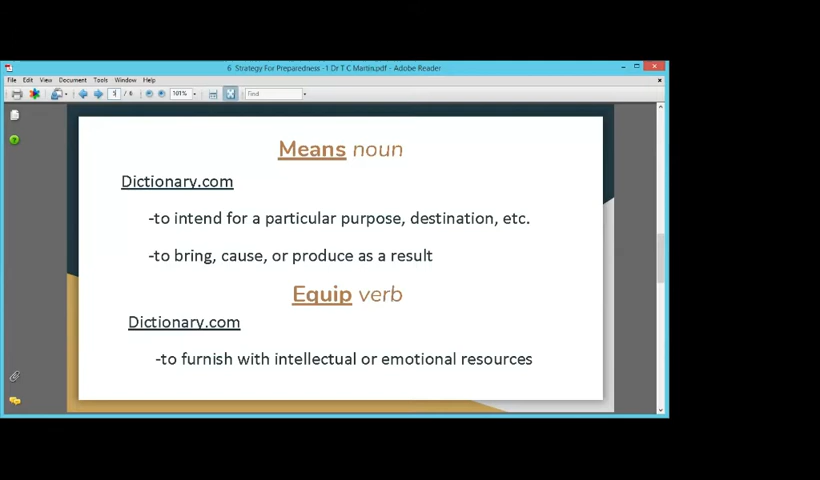 6 Strategy For Preparedness -1 Dr T C Martin.pdf - Adobe Reader
File Edit View Document Tools Window Help
/ 6 101% Find
Means noun
Dictionary.com
-to intend for a particular purpose, destination, etc.
-to bring, cause, or produce as a result
Equip verb
Dictionary.com
-to furnish with intellectual or emotional resources